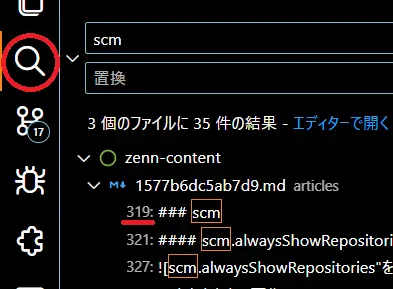 scm
置換
3 個のファイルに 35 件の結果 - エディターで開く
17
zenn-content
1577b6dc5ab7d9.md articles
319: ### scm
321: #### scm.alwaysShowRepositori
327: ![scm.alwaysShowRepositories"を